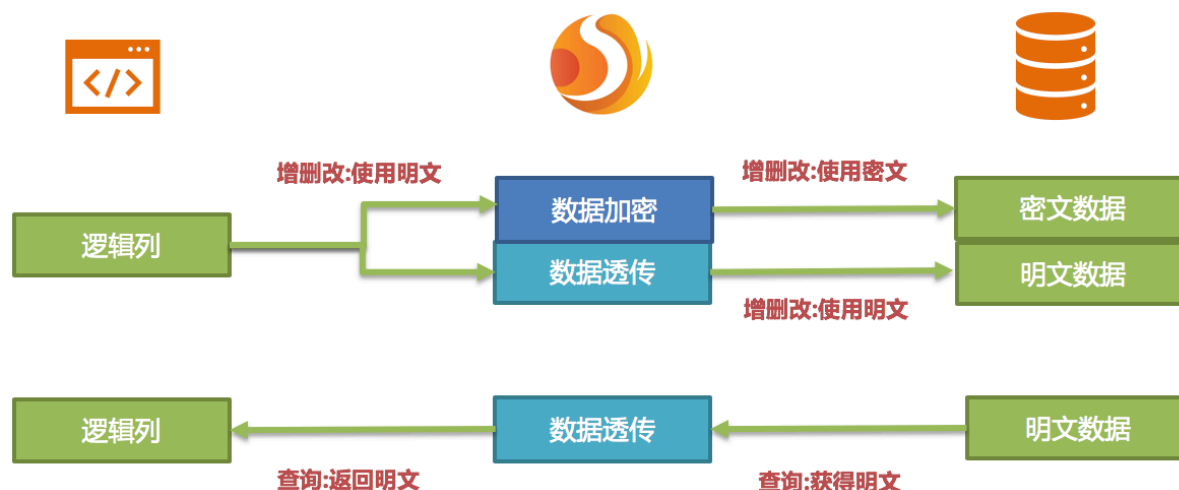 </>
增删改:使用明文
增删改:使用密文
逻辑列
数据加密
密文数据
数据透传
明文数据
增删改:使用明文
逻辑列
数据透传
明文数据
查询:返回明文
查询:获得明文